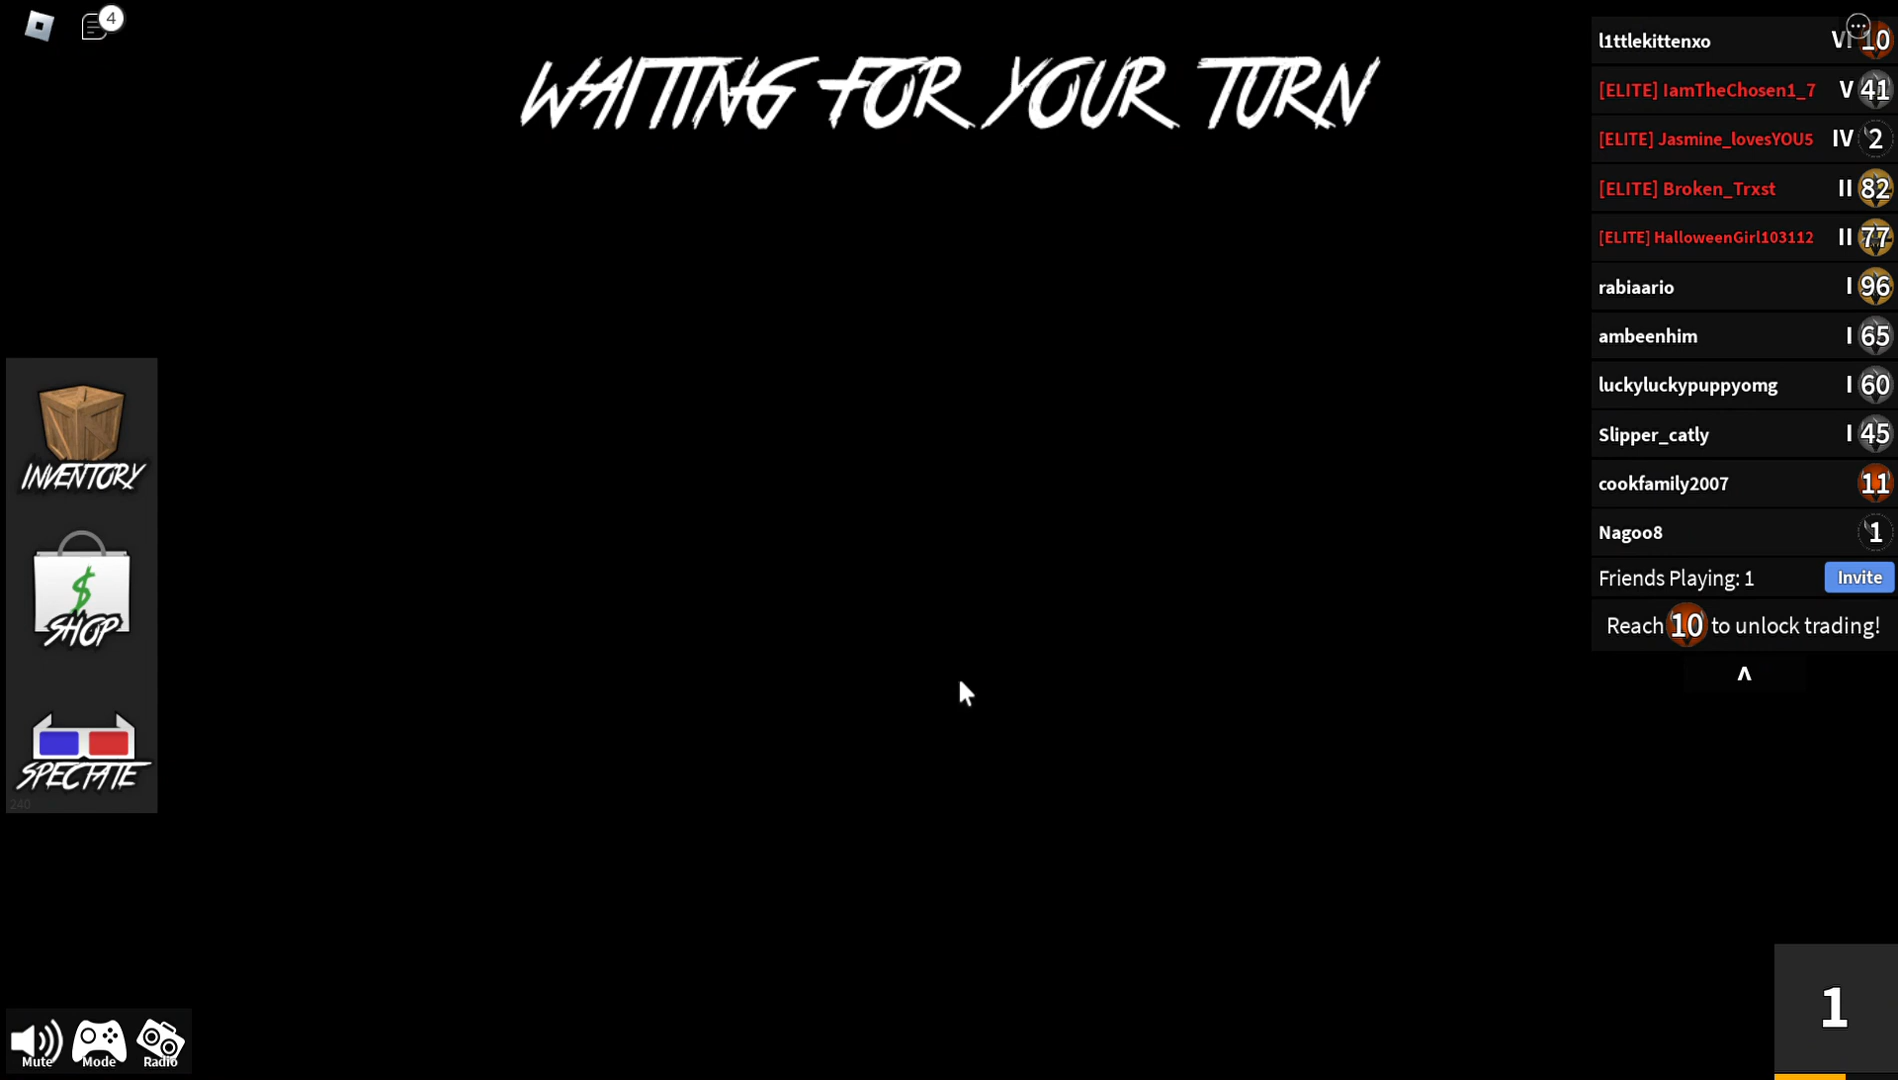 4
WAITING FOR YOUR TURN
l1ttlekittenxo VI 10
[ELITE] IamTheChosen1_7 V 41
[ELITE] Jasmine_lovesYOU5 IV 2
[ELITE] Broken_Trxst II 82
[ELITE] HalloweenGirl103112 II 77
rabiaario I 96
ambeenhim I 65
luckyluckypuppyomg I 60
Slipper_catly I 45
cookfamily2007 11
Nagoo8 1
Friends Playing: 1 Invite
Reach 10 to unlock trading!
INVENTORY
$
SHOP
SPECTATE
240
Mute Mode Radio
1